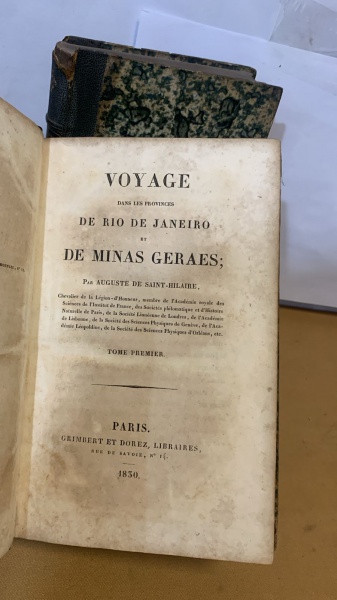 VOYAGE
DANS LES PROVINCES
DE RIO DE JANEIRO
ET
DE MINAS GERAES;
PAR AUGUSTE DE SAINT-HILAIRE,
Chevalier de la Légion-d'Honneur, membre de l'Académie royale des
Sciences de l'Institut de France, des Sociétés philomatique et d'Histoire
Naturelle de Paris, de la Société Linnéenne de Londres, de l'Académie
de Lisbonne, de la Société des Sciences Physiques de Genève, de l'Aca-
démie Léopoldine, de la Société des Sciences Physiques d'Orléans, etc.
TOME PREMIER.
PARIS.
GRIMBERT ET DOREZ, LIBRAIRES,
RUE DE SAVOIE, N°
1830.